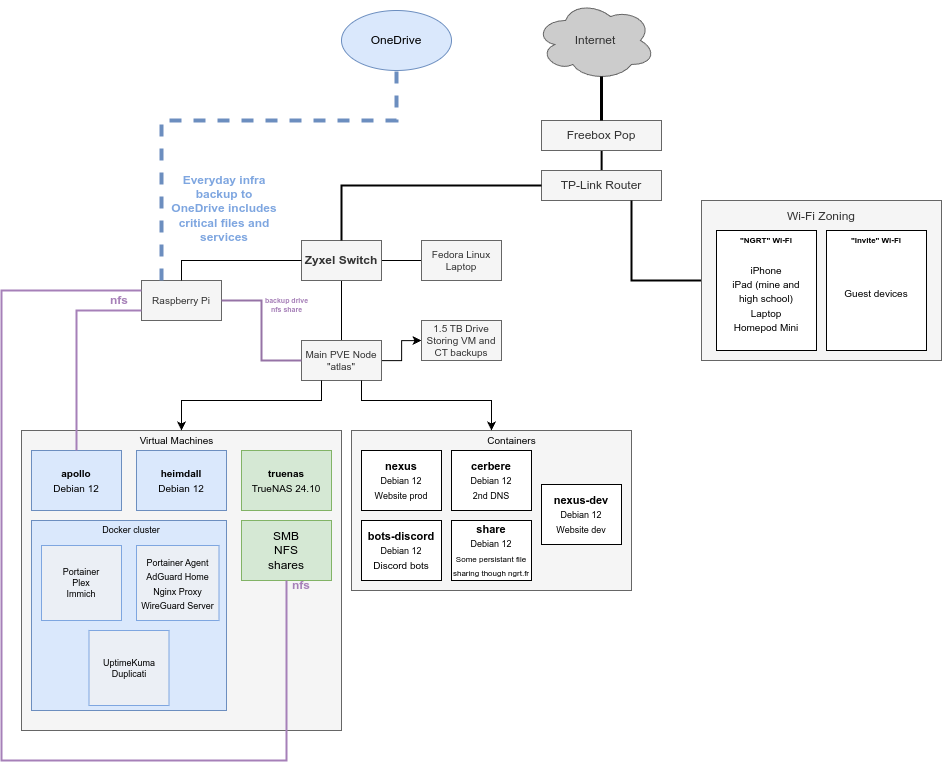 OneDrive
Internet
Freebox Pop
TP-Link Router
Everyday infra
backup to
OneDrive includes
critical files and
services
Wi-Fi Zoning
"NGRT" Wi-Fi
iPhone
iPad (mine and
high school)
Laptop
Homepod Mini
"Invite" Wi-Fi
Guest devices
Zyxel Switch
Fedora Linux
Laptop
nfs
Raspberry Pi
backup drive
nfs share
Main PVE Node
"atlas"
1.5 TB Drive
Storing VM and
CT backups
Virtual Machines
apollo
Debian 12
heimdall
Debian 12
truenas
TrueNAS 24.10
Docker cluster
Portainer
Plex
Immich
Portainer Agent
AdGuard Home
Nginx Proxy
WireGuard Server
UptimeKuma
Duplicati
SMB
NFS
shares
nfs
Containers
nexus
Debian 12
Website prod
cerbere
Debian 12
2nd DNS
nexus-dev
Debian 12
Website dev
bots-discord
Debian 12
Discord bots
share
Debian 12
Some persistant file
sharing though ngrt.fr